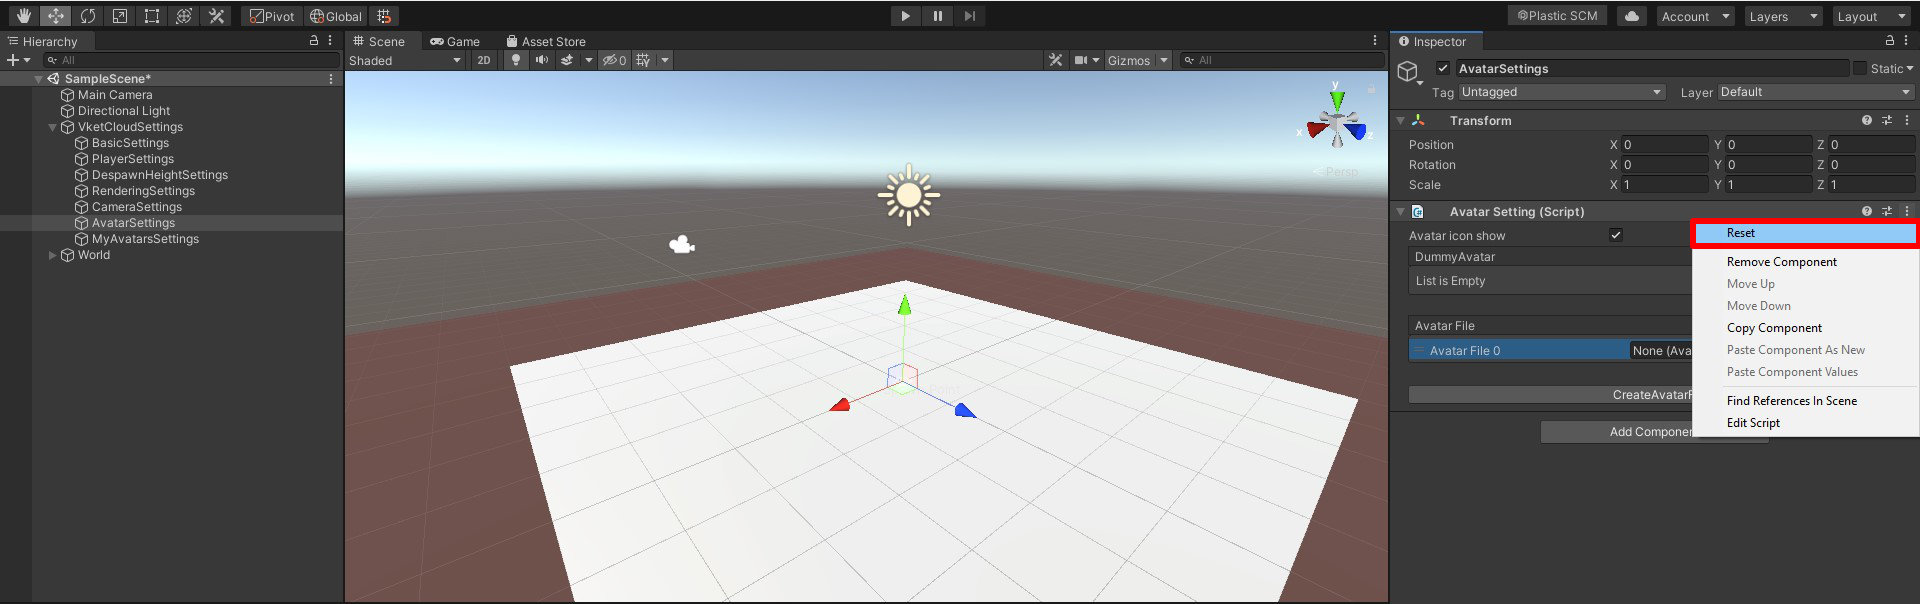 Pivot
Global
Plastic SCM
Account
Layers
Layout
Hierarchy
All
SampleScene*
Main Camera
Directional Light
VketCloudSettings
BasicSettings
PlayerSettings
DespawnHeightSettings
RenderingSettings
CameraSettings
AvatarSettings
MyAvatarsSettings
World
Scene
Game
Asset Store
Shaded
2D
0
Gizmos
All
y
x
z
Persp
Inspector
AvatarSettings
Static
Tag Untagged
Layer Default
Transform
Position X 0 Y 0 Z 0
Rotation X 0 Y 0 Z 0
Scale X 1 Y 1 Z 1
Avatar Setting (Script)
Avatar icon show
DummyAvatar
List is Empty
Avatar File
Avatar File 0 None (Ava
CreateAvatarF
Add Componen
Reset
Remove Component
Move Up
Move Down
Copy Component
Paste Component As New
Paste Component Values
Find References In Scene
Edit Script